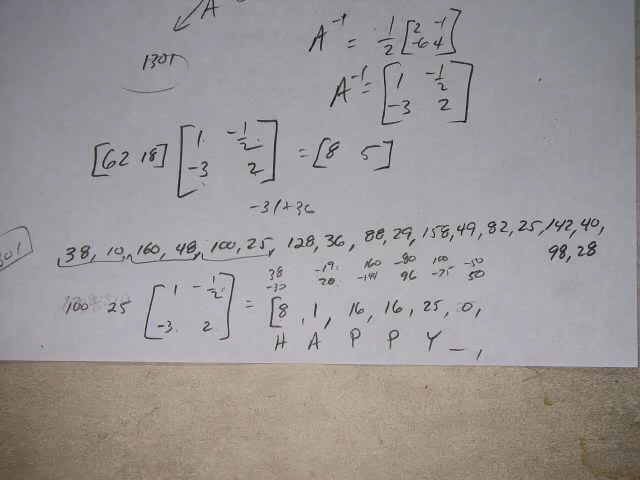 A
1301
A⁻¹ = 1/2 [2 -1
-6 4]
A⁻¹ = [1 -1/2
-3 2]
[62 18] [1 -1/2
-3 2] = [8 5]
-31+36
301
38, 10, 160, 48, 100, 25, 128, 36, 88, 29, 158, 49, 82, 25, 142, 40,
98, 28
38 -19 160 -80 100 -50
-30 20 -144 96 -75 50
100 25 [1 -1/2
-3 2] = [8, 1, 16, 16, 25, 0,
H A P P Y _,